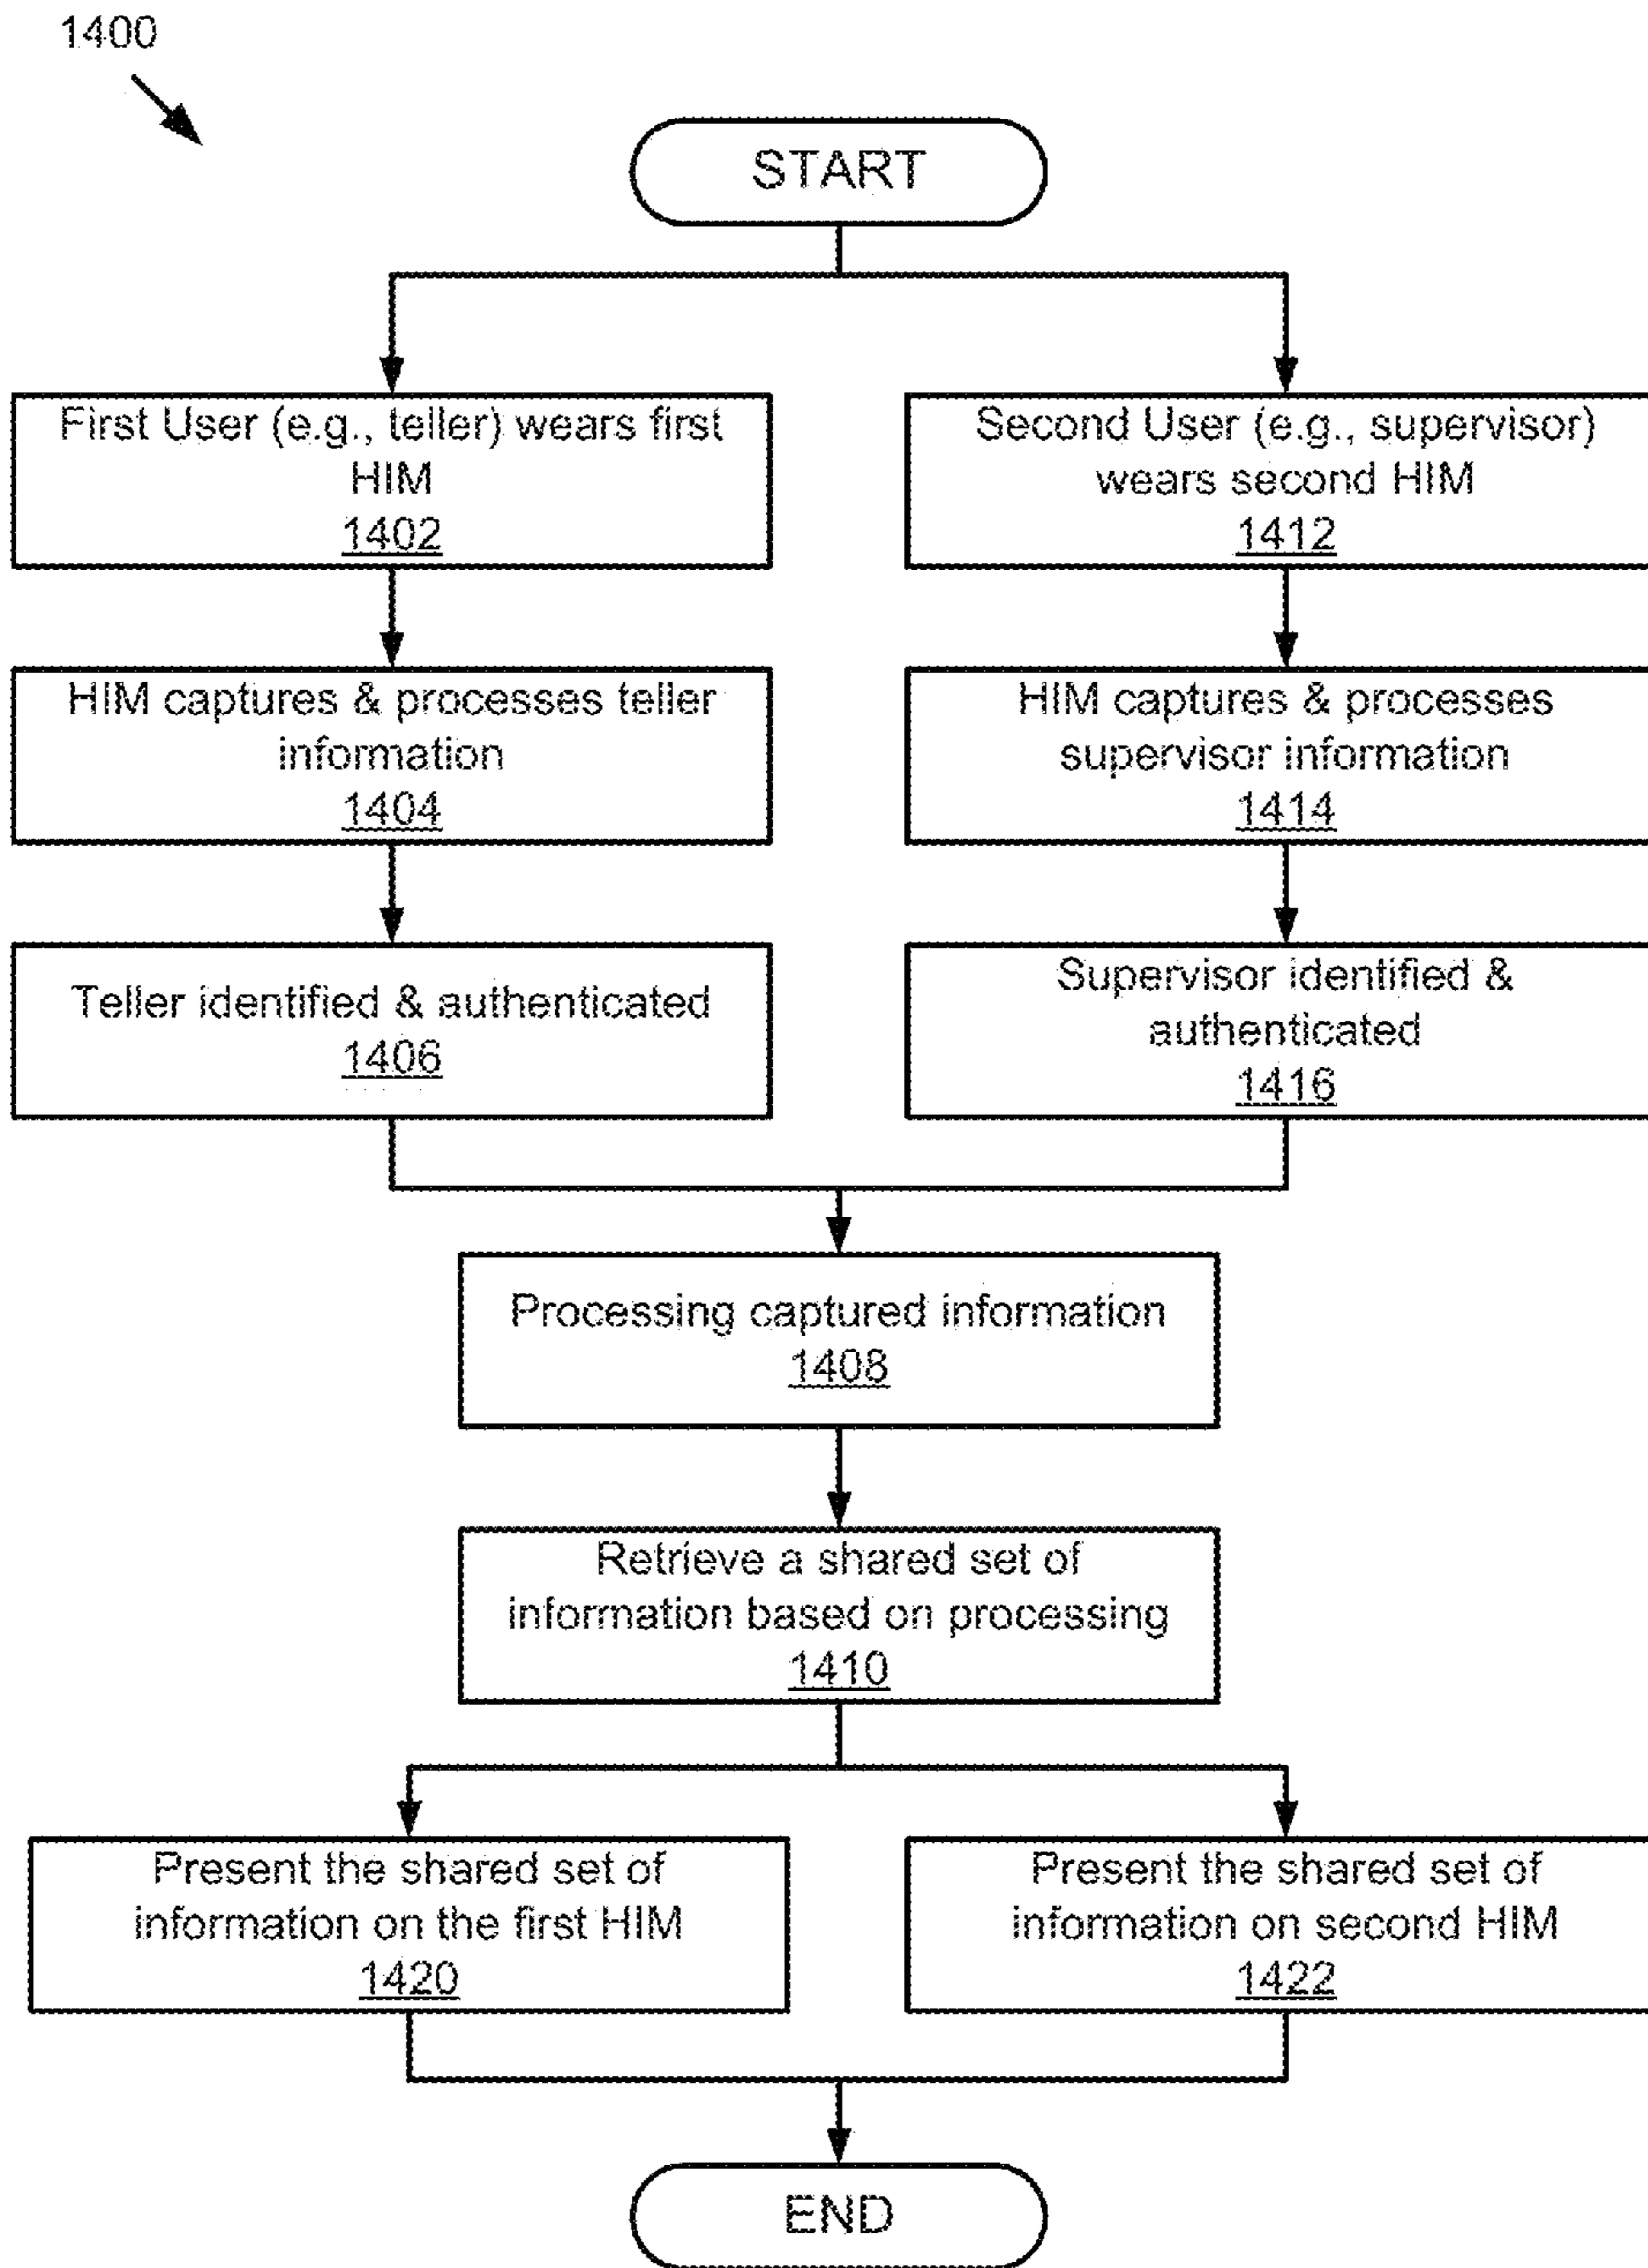 1400
START
First User (e.g., teller) wears first
HIM
1402
Second User (e.g., supervisor)
wears second HIM
1412
HIM captures & processes teller
information
1404
HIM captures & processes
supervisor information
1414
Teller identified & authenticated
1406
Supervisor identified &
authenticated
1416
Processing captured information
1408
Retrieve a shared set of
information based on processing
1410
Present the shared set of
information on the first HIM
1420
Present the shared set of
information on second HIM
1422
END